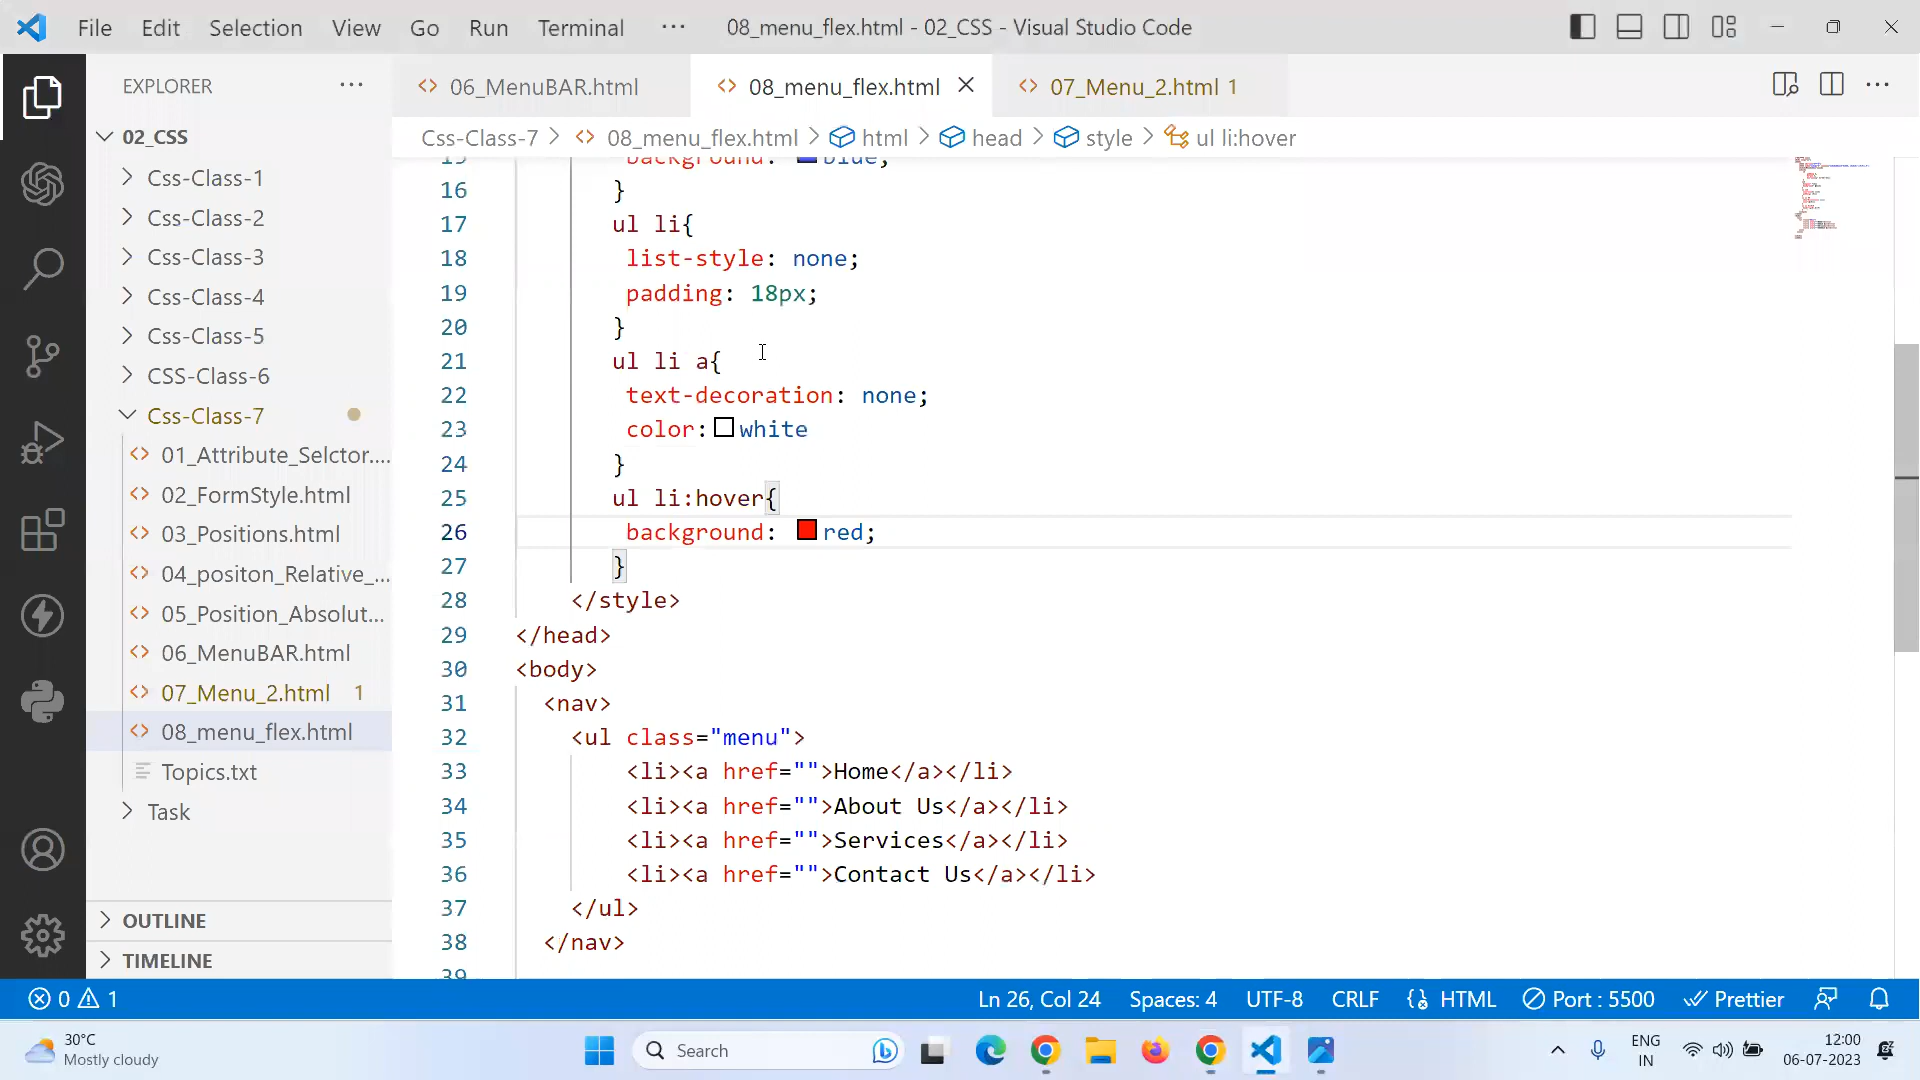 File Edit Selection View Go Run Terminal ··· 08_menu_flex.html - 02_CSS - Visual Studio Code
EXPLORER ···
06_MenuBAR.html 08_menu_flex.html 07_Menu_2.html 1
Css-Class-7 > 08_menu_flex.html > html > head > style > ul li:hover
02_CSS
Css-Class-1
Css-Class-2
Css-Class-3
Css-Class-4
Css-Class-5
CSS-Class-6
Css-Class-7
01_Attribute_Selctor....
02_FormStyle.html
03_Positions.html
04_positon_Relative_...
05_Position_Absolut...
06_MenuBAR.html
07_Menu_2.html 1
08_menu_flex.html
Topics.txt
Task
OUTLINE
TIMELINE
15 background: blue;
16 }
17 ul li{
18 list-style: none;
19 padding: 18px;
20 }
21 ul li a{
22 text-decoration: none;
23 color: white
24 }
25 ul li:hover{
26 background: red;
27 }
28 </style>
29 </head>
30 <body>
31 <nav>
32 <ul class="menu">
33 <li><a href="">Home</a></li>
34 <li><a href="">About Us</a></li>
35 <li><a href="">Services</a></li>
36 <li><a href="">Contact Us</a></li>
37 </ul>
38 </nav>
39
0 1 Ln 26, Col 24 Spaces: 4 UTF-8 CRLF HTML Port : 5500 Prettier
30°C
Mostly cloudy
Search
ENG
IN
12:00
06-07-2023